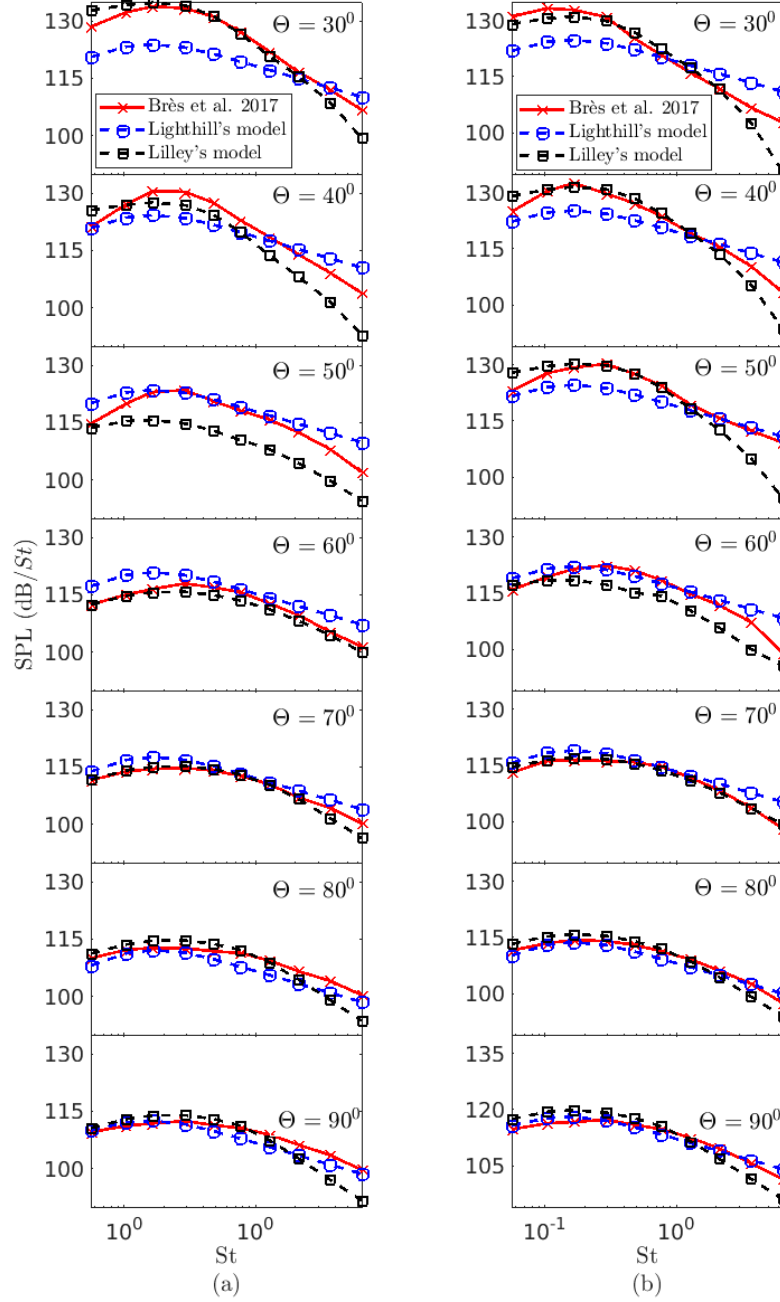 135
115
100
Θ = 30⁰
Brès et al. 2017
Lighthill's model
Lilley's model
130
115
100
Θ = 40⁰
130
115
100
Θ = 50⁰
130
115
100
Θ = 60⁰
SPL (dB/St)
130
115
100
Θ = 70⁰
130
115
100
Θ = 80⁰
130
115
100
Θ = 90⁰
10⁰ 10⁰
St
(a)
130
115
100
Θ = 30⁰
Brès et al. 2017
Lighthill's model
Lilley's model
130
115
100
Θ = 40⁰
130
115
100
Θ = 50⁰
130
115
100
Θ = 60⁰
130
115
100
Θ = 70⁰
130
115
100
Θ = 80⁰
135
120
105
Θ = 90⁰
10⁻¹ 10⁰
St
(b)